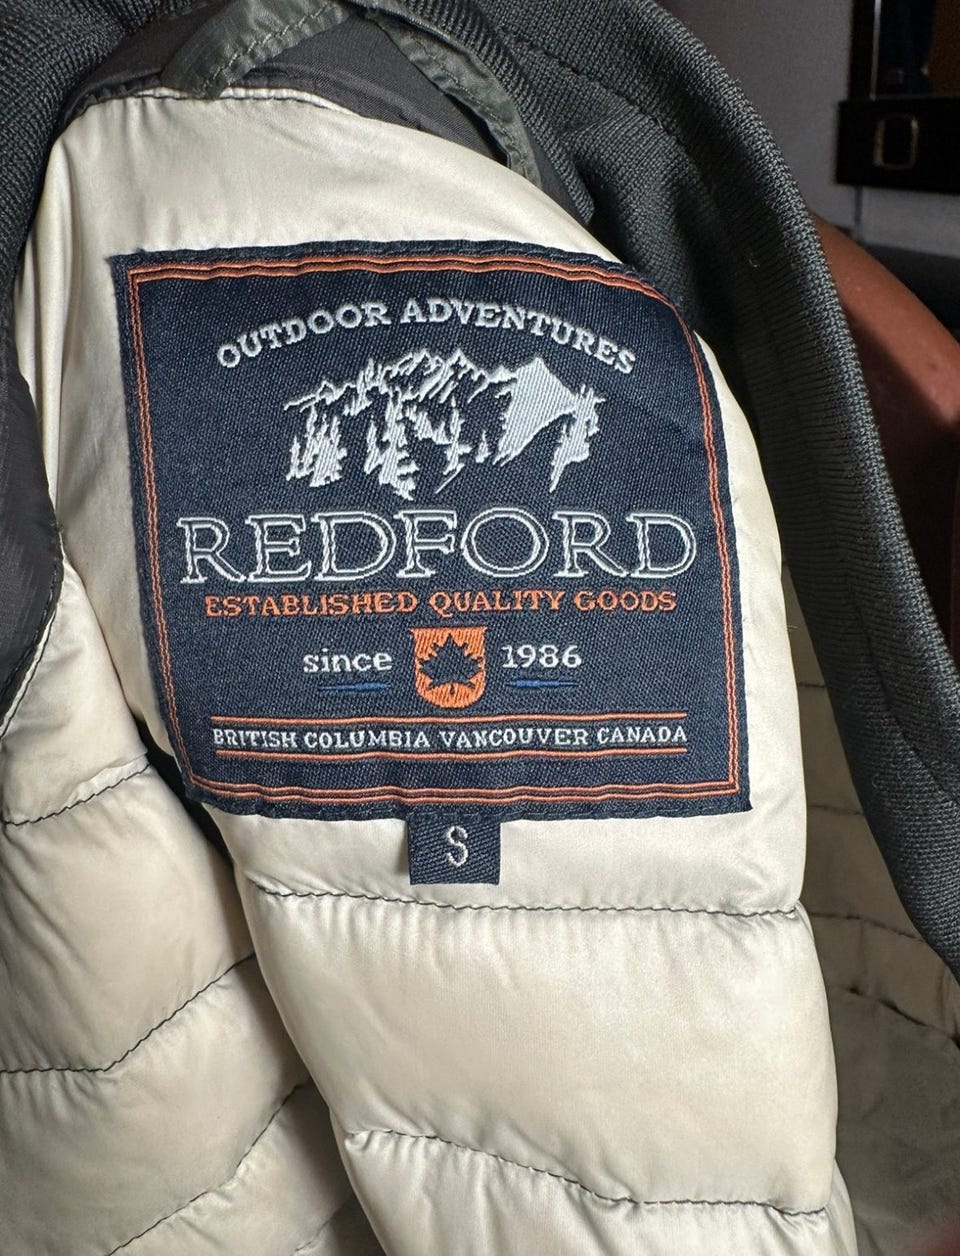 OUTDOOR ADVENTURES
REDFORD
ESTABLISHED QUALITY GOODS
since 1986
BRITISH COLUMBIA VANCOUVER CANADA
S